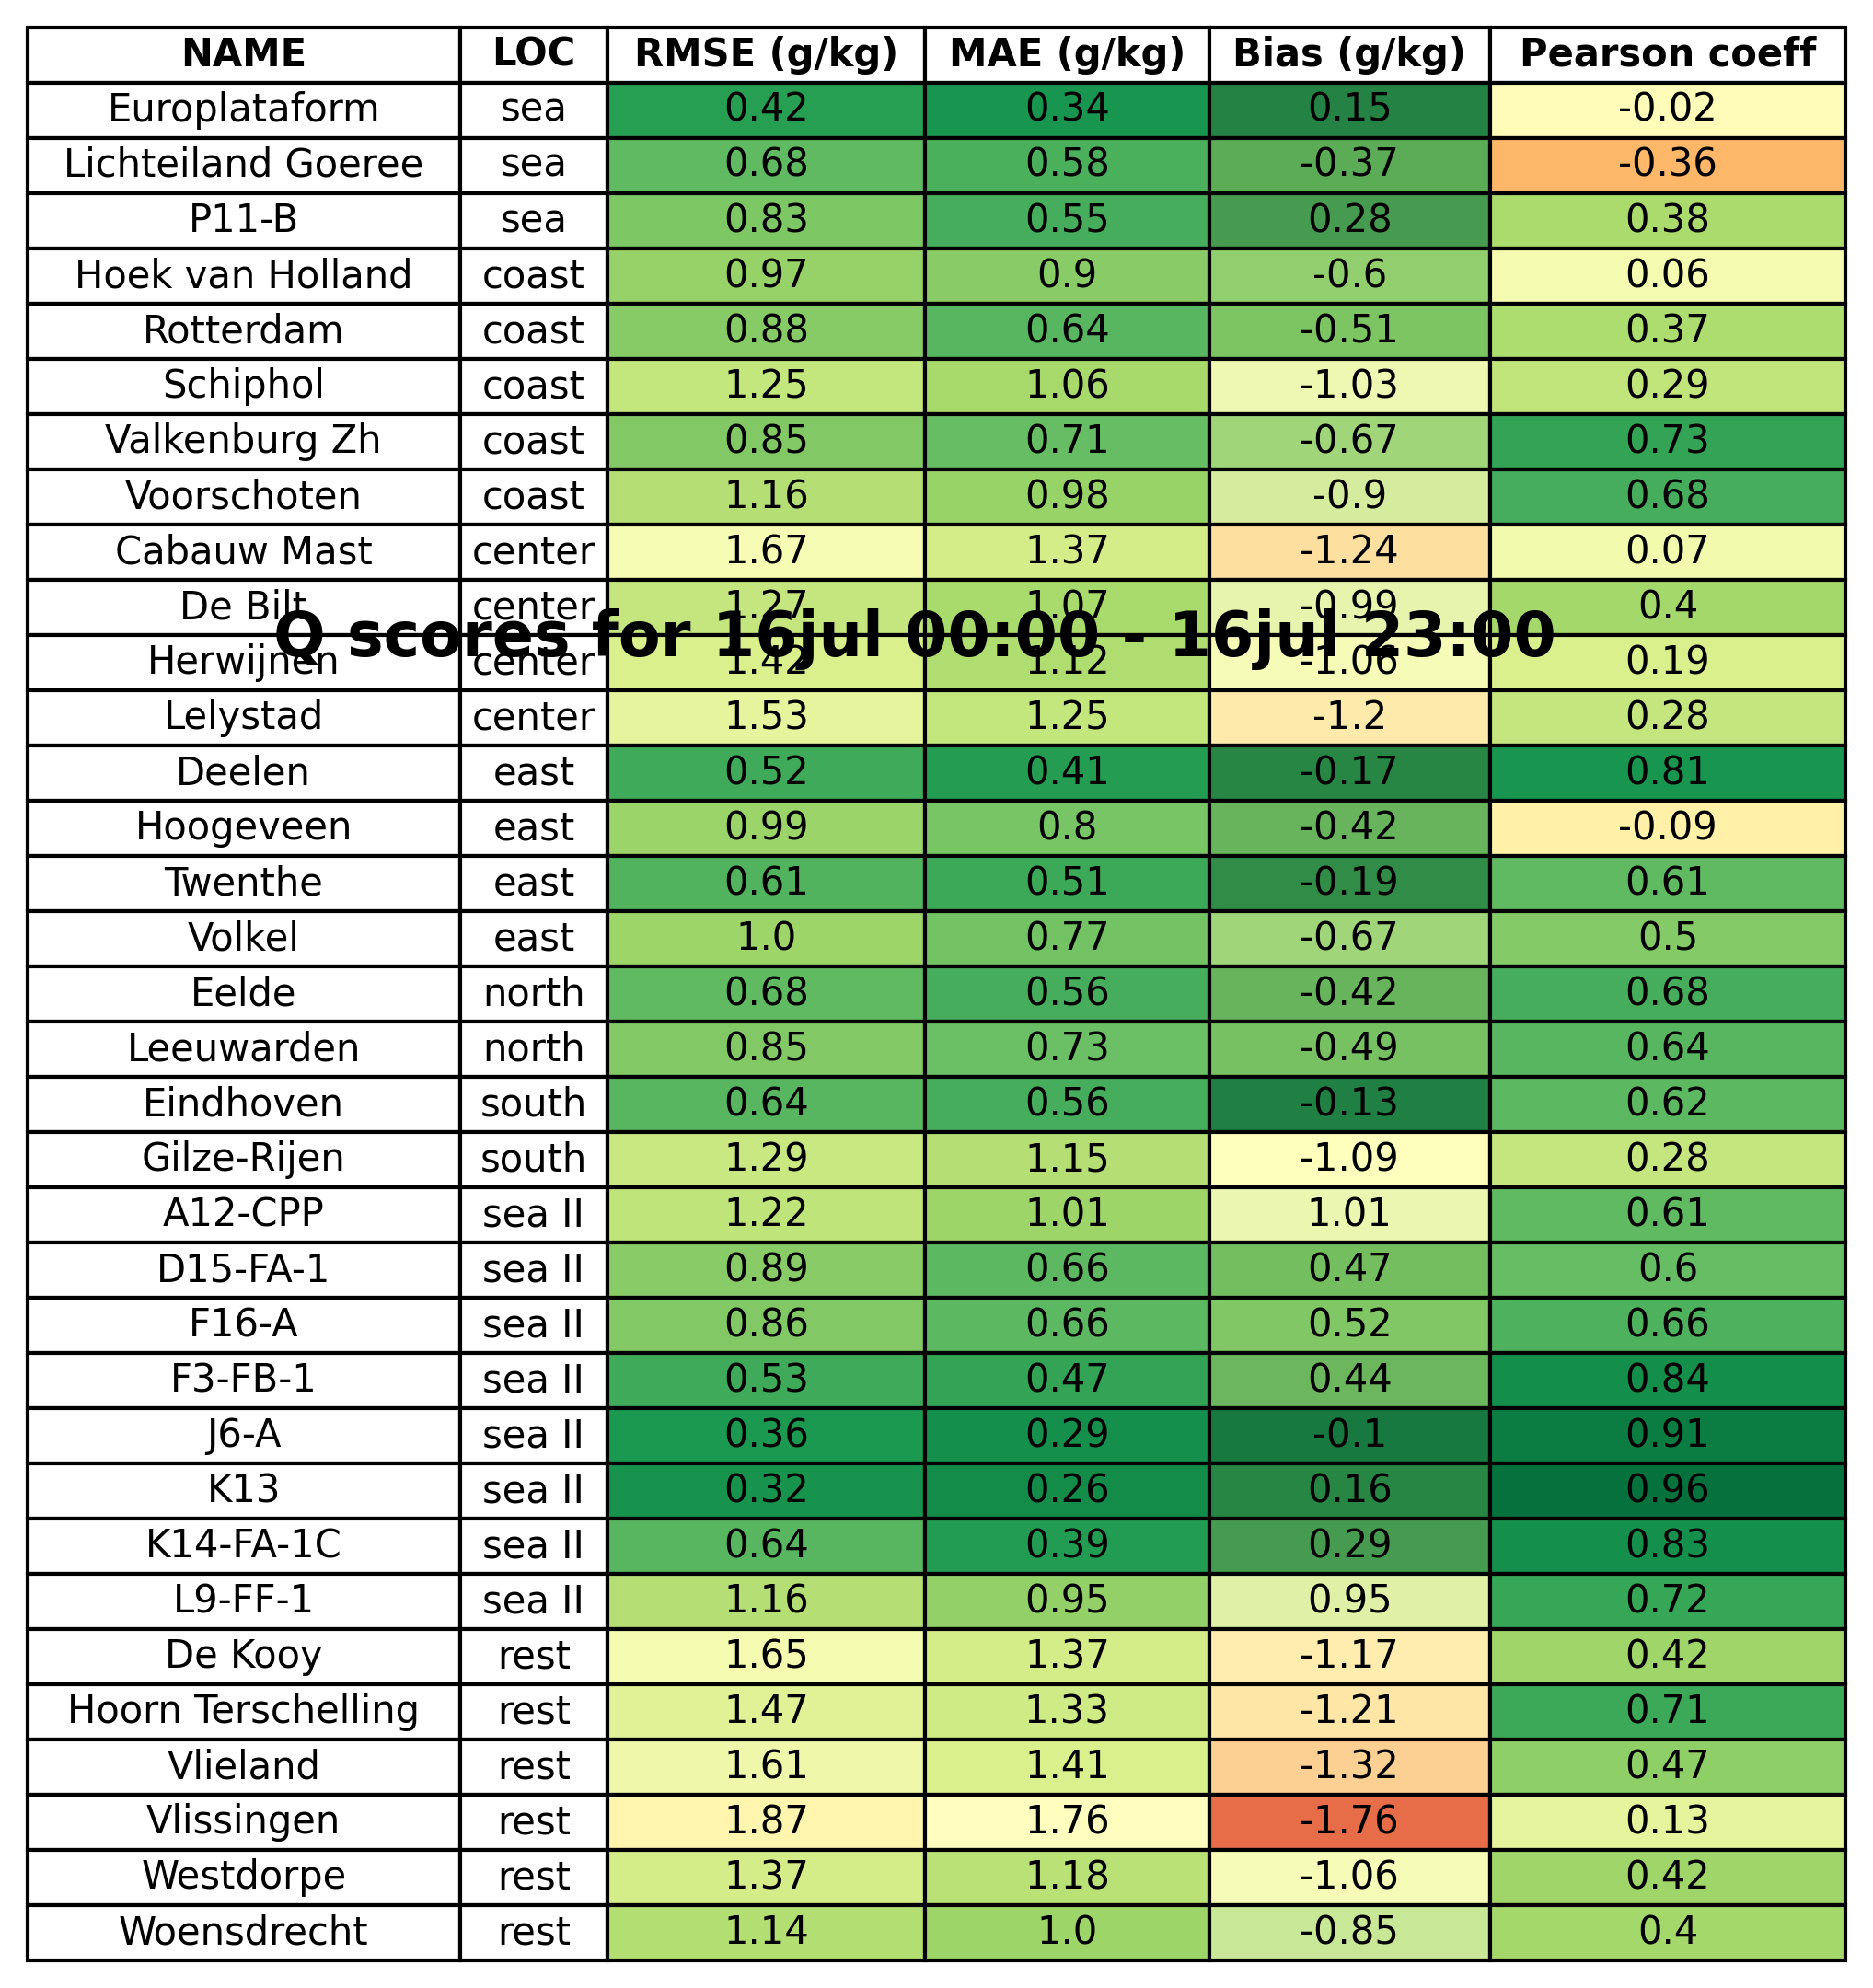 NAME LOC RMSE (g/kg) MAE (g/kg) Bias (g/kg) Pearson coeff
Europlataform sea 0.42 0.34 0.15 -0.02
Lichteiland Goeree sea 0.68 0.58 -0.37 -0.36
P11-B sea 0.83 0.55 0.28 0.38
Hoek van Holland coast 0.97 0.9 -0.6 0.06
Rotterdam coast 0.88 0.64 -0.51 0.37
Schiphol coast 1.25 1.06 -1.03 0.29
Valkenburg Zh coast 0.85 0.71 -0.67 0.73
Voorschoten coast 1.16 0.98 -0.9 0.68
Cabauw Mast center 1.67 1.37 -1.24 0.07
De Bilt center 1.27 1.07 -0.99 0.4
Q scores for 16jul 00:00 - 16jul 23:00
Herwijnen center 1.42 1.12 -1.06 0.19
Lelystad center 1.53 1.25 -1.2 0.28
Deelen east 0.52 0.41 -0.17 0.81
Hoogeveen east 0.99 0.8 -0.42 -0.09
Twenthe east 0.61 0.51 -0.19 0.61
Volkel east 1.0 0.77 -0.67 0.5
Eelde north 0.68 0.56 -0.42 0.68
Leeuwarden north 0.85 0.73 -0.49 0.64
Eindhoven south 0.64 0.56 -0.13 0.62
Gilze-Rijen south 1.29 1.15 -1.09 0.28
A12-CPP sea II 1.22 1.01 1.01 0.61
D15-FA-1 sea II 0.89 0.66 0.47 0.6
F16-A sea II 0.86 0.66 0.52 0.66
F3-FB-1 sea II 0.53 0.47 0.44 0.84
J6-A sea II 0.36 0.29 -0.1 0.91
K13 sea II 0.32 0.26 0.16 0.96
K14-FA-1C sea II 0.64 0.39 0.29 0.83
L9-FF-1 sea II 1.16 0.95 0.95 0.72
De Kooy rest 1.65 1.37 -1.17 0.42
Hoorn Terschelling rest 1.47 1.33 -1.21 0.71
Vlieland rest 1.61 1.41 -1.32 0.47
Vlissingen rest 1.87 1.76 -1.76 0.13
Westdorpe rest 1.37 1.18 -1.06 0.42
Woensdrecht rest 1.14 1.0 -0.85 0.4